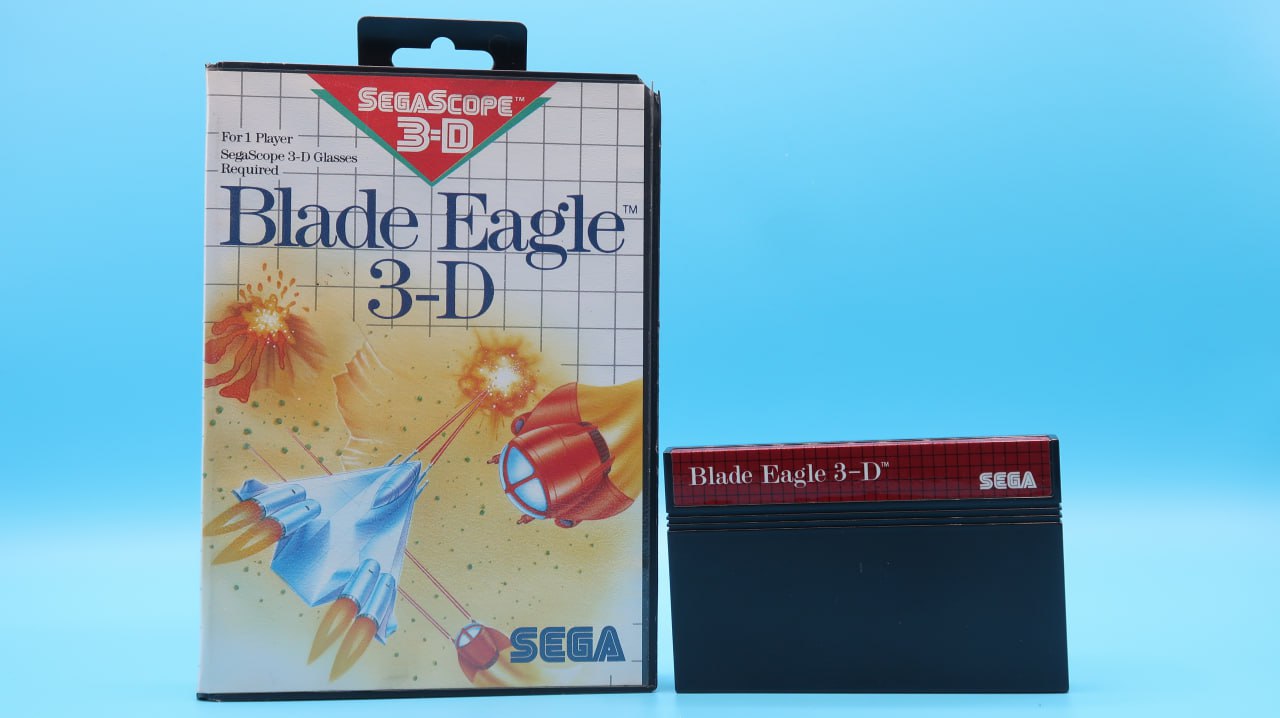 SEGASCOPE™
3-D
For 1 Player
SegaScope 3-D Glasses
Required
Blade Eagle™
3-D
SEGA
Blade Eagle 3-D™
SEGA